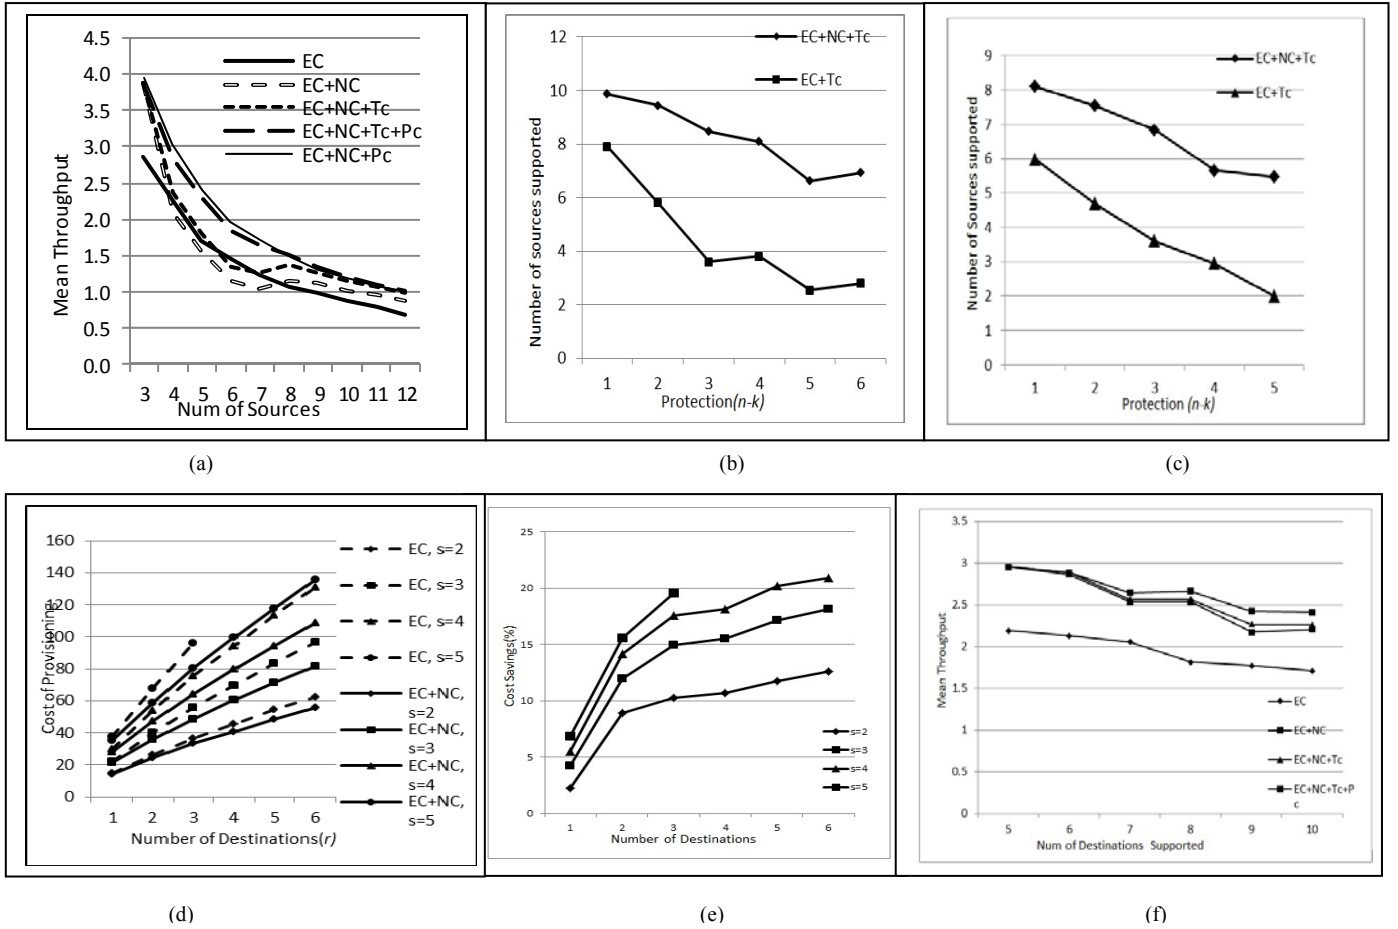 4.5
4.0
3.5
3.0
2.5
2.0
1.5
1.0
0.5
0.0
Mean Throughput
EC
EC+NC
EC+NC+Tc
EC+NC+Tc+Pc
EC+NC+Pc
3 4 5 6 7 8 9 10 11 12
Num of Sources
(a)
12
10
8
6
4
2
0
Number of sources supported
EC+NC+Tc
EC+Tc
1 2 3 4 5 6
Protection(n-k)
(b)
9
8
7
6
5
4
3
2
1
0
Number of Sources supported
EC+NC+Tc
EC+Tc
1 2 3 4 5
Protection (n-k)
(c)
160
140
120
100
80
60
40
20
0
Cost of Provisioning
EC, s=2
EC, s=3
EC, s=4
EC, s=5
EC+NC,
s=2
EC+NC,
s=3
EC+NC,
s=4
EC+NC,
s=5
1 2 3 4 5 6
Number of Destinations(r)
(d)
25
20
15
10
5
0
Cost Savings(%)
s=2
s=3
s=4
s=5
1 2 3 4 5 6
Number of Destinations
(e)
3.5
3
2.5
2
1.5
1
0.5
0
Mean Throughput
EC
EC+NC
EC+NC+Tc
EC+NC+Tc+P
c
5 6 7 8 9 10
Num of Destinations Supported
(f)